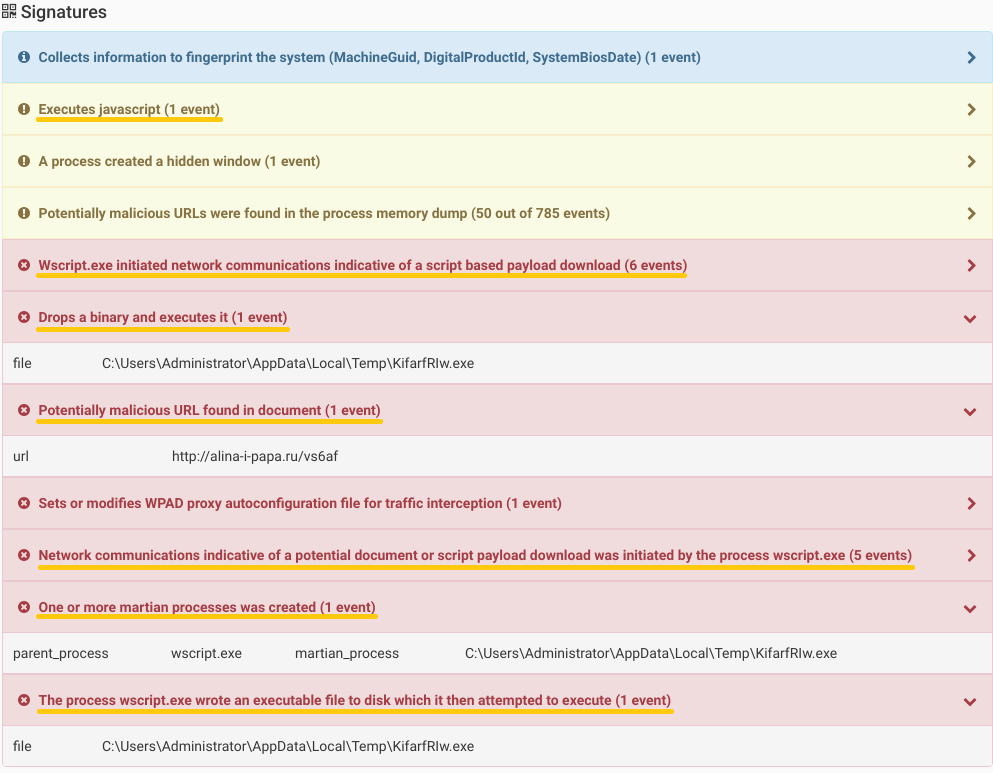 Signatures
Collects information to fingerprint the system (MachineGuid, DigitalProductId, SystemBiosDate) (1 event)
Executes javascript (1 event)
A process created a hidden window (1 event)
Potentially malicious URLs were found in the process memory dump (50 out of 785 events)
Wscript.exe initiated network communications indicative of a script based payload download (6 events)
Drops a binary and executes it (1 event)
file C:\Users\Administrator\AppData\Local\Temp\KifarfRIw.exe
Potentially malicious URL found in document (1 event)
url http://alina-i-papa.ru/vs6af
Sets or modifies WPAD proxy autoconfiguration file for traffic interception (1 event)
Network communications indicative of a potential document or script payload download was initiated by the process wscript.exe (5 events)
One or more martian processes was created (1 event)
parent_process wscript.exe martian_process C:\Users\Administrator\AppData\Local\Temp\KifarfRIw.exe
The process wscript.exe wrote an executable file to disk which it then attempted to execute (1 event)
file C:\Users\Administrator\AppData\Local\Temp\KifarfRIw.exe